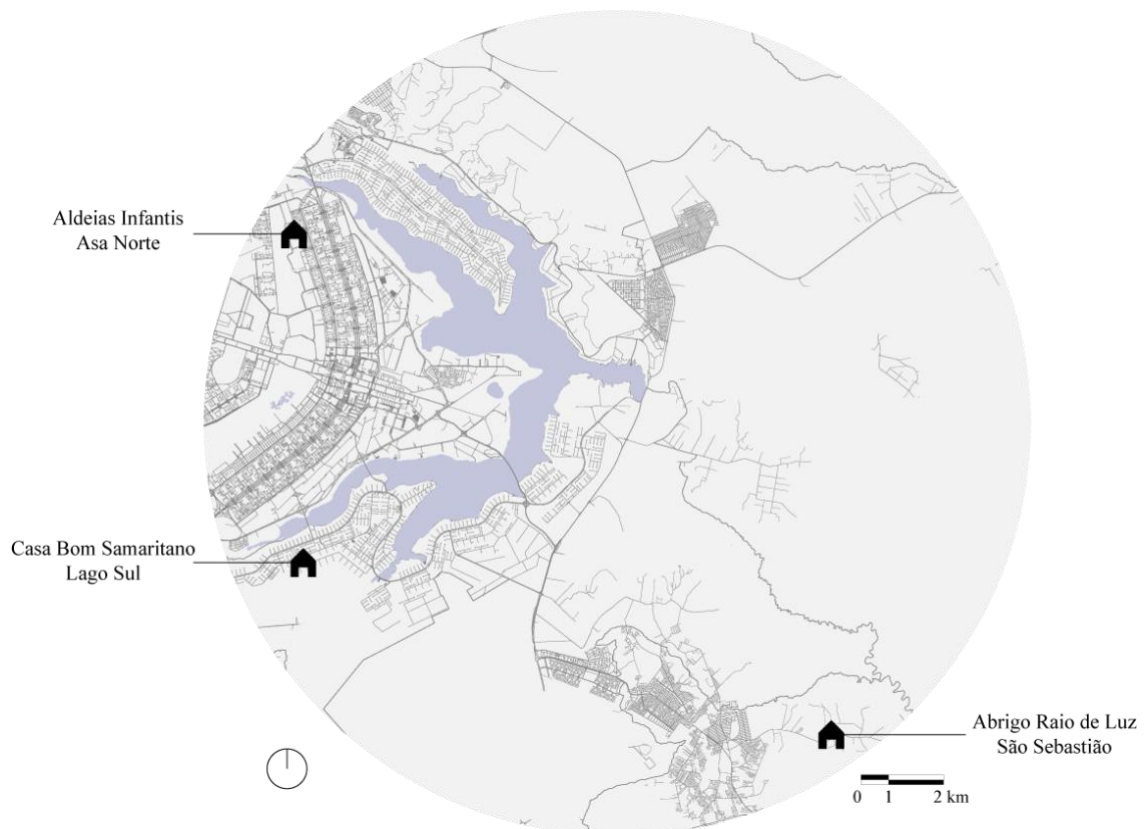 Aldeias Infantis
Asa Norte
Casa Bom Samaritano
Lago Sul
Abrigo Raio de Luz
São Sebastião
0 1 2 km